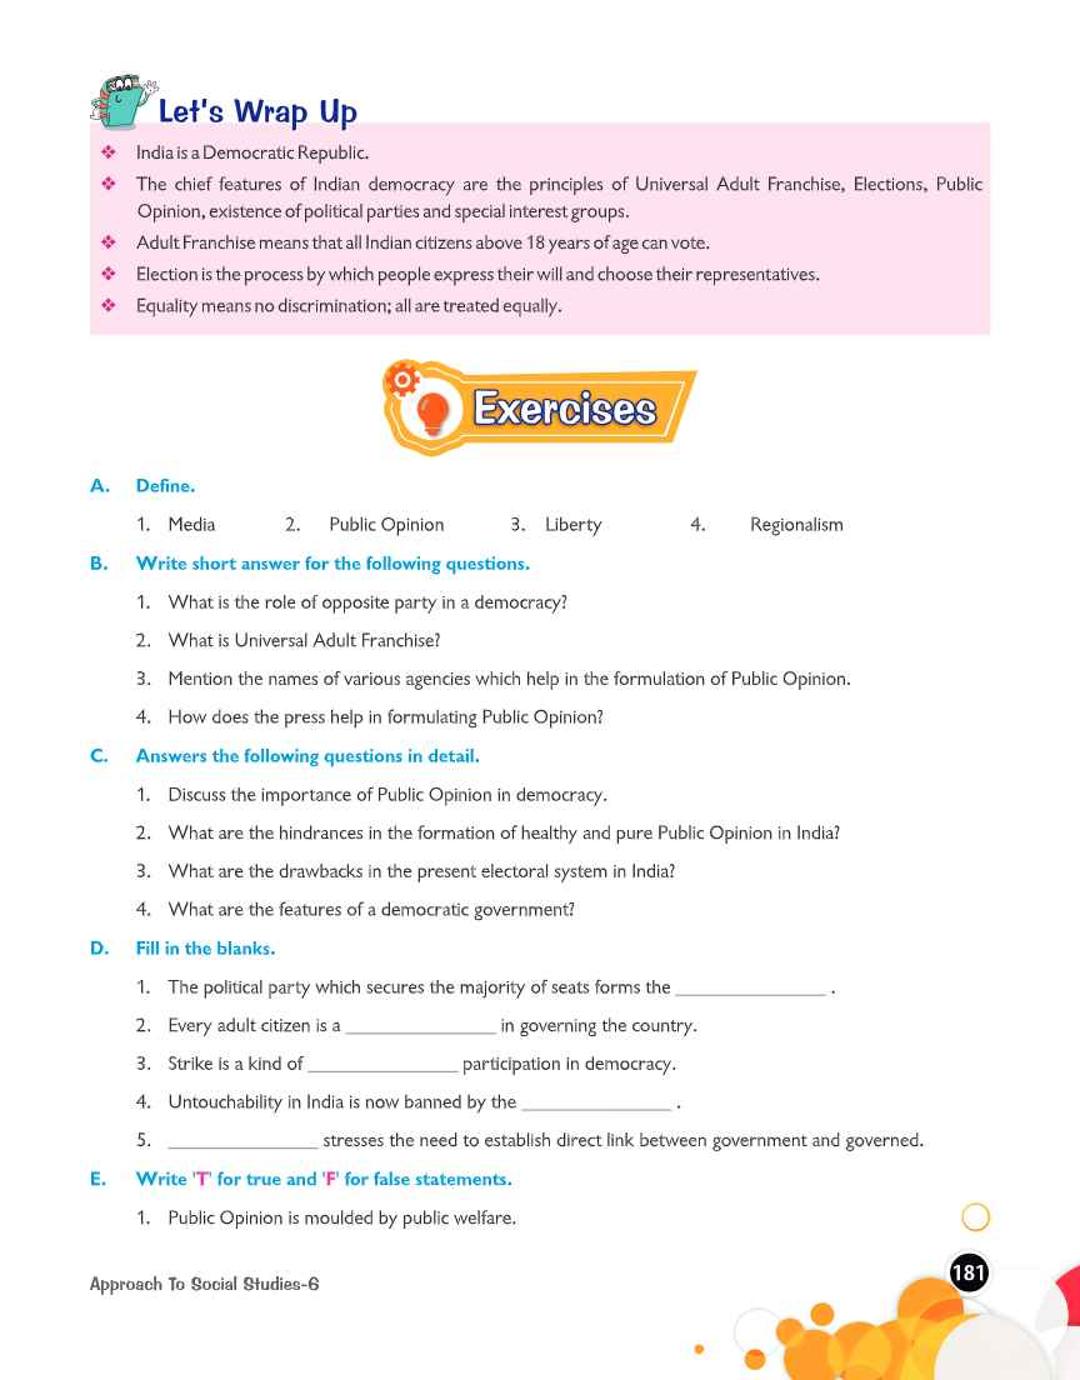 Let's Wrap Up
❖ India is a Democratic Republic.
❖ The chief features of Indian democracy are the principles of Universal Adult Franchise, Elections, Public
Opinion, existence of political parties and special interest groups.
❖ Adult Franchise means that all Indian citizens above 18 years of age can vote.
❖ Election is the process by which people express their will and choose their representatives.
❖ Equality means no discrimination; all are treated equally.
Exercises
A. Define.
1. Media 2. Public Opinion 3. Liberty 4. Regionalism
B. Write short answer for the following questions.
1. What is the role of opposite party in a democracy?
2. What is Universal Adult Franchise?
3. Mention the names of various agencies which help in the formulation of Public Opinion.
4. How does the press help in formulating Public Opinion?
C. Answers the following questions in detail.
1. Discuss the importance of Public Opinion in democracy.
2. What are the hindrances in the formation of healthy and pure Public Opinion in India?
3. What are the drawbacks in the present electoral system in India?
4. What are the features of a democratic government?
D. Fill in the blanks.
1. The political party which secures the majority of seats forms the _______________ .
2. Every adult citizen is a _______________ in governing the country.
3. Strike is a kind of _______________ participation in democracy.
4. Untouchability in India is now banned by the _______________ .
5. _______________ stresses the need to establish direct link between government and governed.
E. Write 'T' for true and 'F' for false statements.
1. Public Opinion is moulded by public welfare.
Approach To Social Studies-6
181